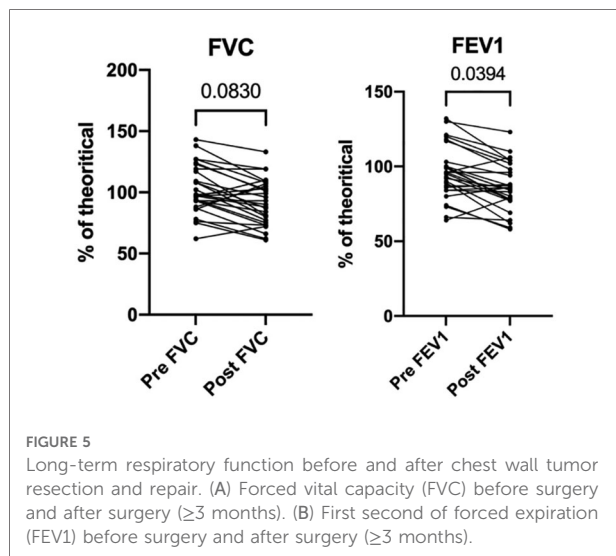 FVC
0.0830
200
150
100
50
0
% of theoritical
Pre FVC
Post FVC
FEV1
0.0394
150
100
50
0
% of theoritical
Pre FEV1
Post FEV1
FIGURE 5
Long-term respiratory function before and after chest wall tumor
resection and repair. (A) Forced vital capacity (FVC) before surgery
and after surgery (≥3 months). (B) First second of forced expiration
(FEV1) before surgery and after surgery (≥3 months).